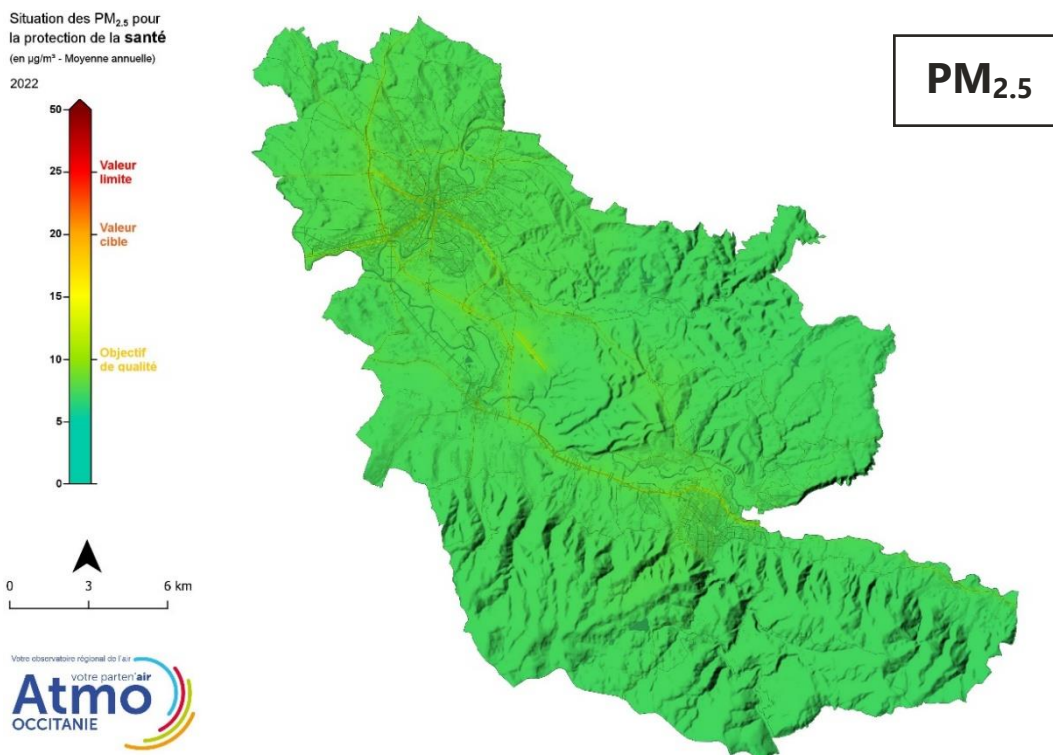 Situation des PM2.5 pour
la protection de la santé
(en µg/m³ - Moyenne annuelle)
2022
50
25
Valeur
limite
20
Valeur
cible
15
10
Objectif
de qualité
5
0
0 3 6 km
Votre observatoire régional de l'air
votre parten'air
Atmo
OCCITANIE
PM2.5